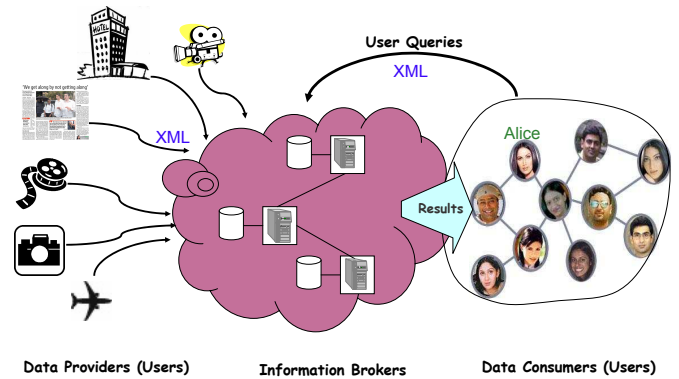 HOTEL
User Queries
XML
'We get along by not getting along'
XML
Alice
Results
Data Providers (Users)
Information Brokers
Data Consumers (Users)